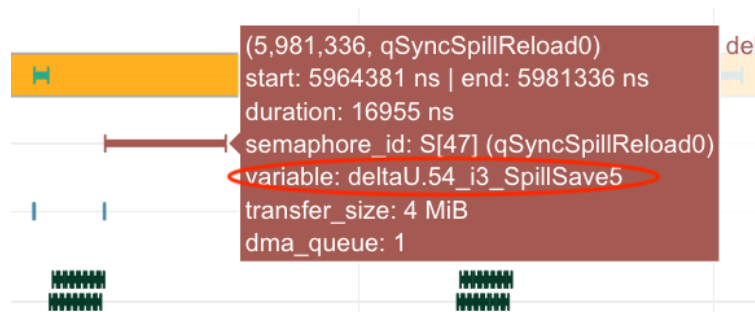 (5,981,336, qSyncSpillReload0)
del
start: 5964381 ns | end: 5981336 ns
duration: 16955 ns
semaphore_id: S[47] (qSyncSpillReload0)
variable: deltaU.54_i3_SpillSave5
transfer_size: 4 MiB
dma_queue: 1